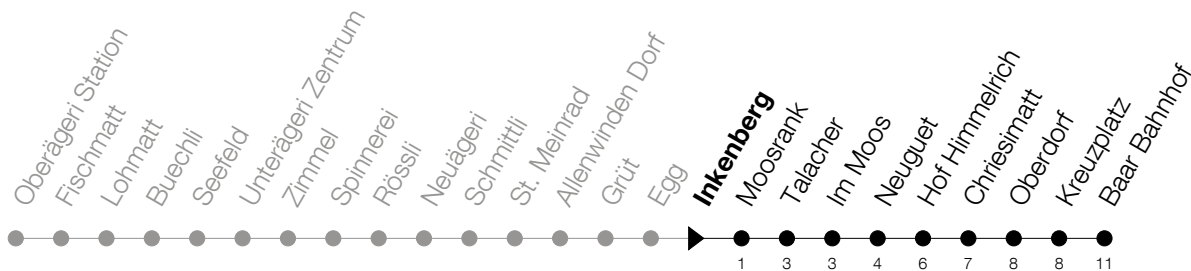 Oberägeri Station
Fischmatt
Lohmatt
Buechli
Seefeld
Unterägeri Zentrum
Zimmel
Spinnerei
Rössli
Neuägeri
Schmittli
St. Meinrad
Allenwinden Dorf
Grüt
Egg
Inkenberg
Moosrank
Talacher
Im Moos
Neuguet
Hof Himmelrich
Chriesimatt
Oberdorf
Kreuzplatz
Baar Bahnhof
1 3 3 4 6 7 8 8 11